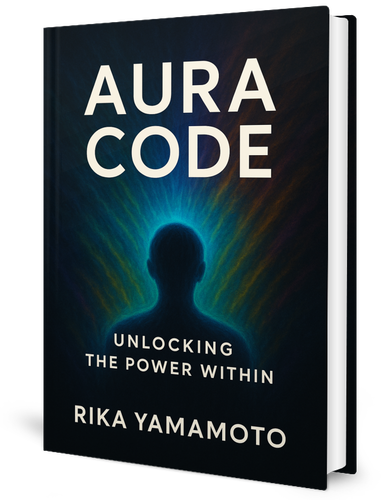 AURA
CODE
UNLOCKING
THE POWER WITHIN
RIKA YAMAMOTO